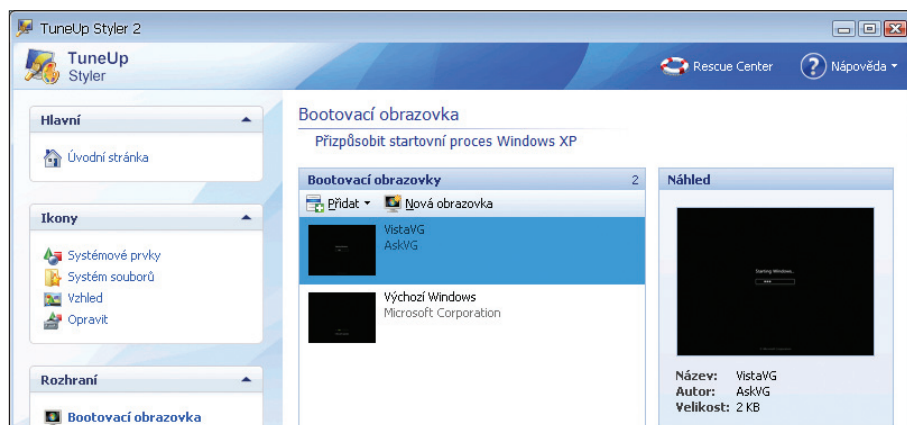 TuneUp Styler 2
TuneUp
Styler
Rescue Center
Nápověda
Hlavní
Úvodní stránka
Ikony
Systémové prvky
Systém souborů
Vzhled
Opravit
Rozhraní
Bootovací obrazovka
Bootovací obrazovka
Přizpůsobit startovní proces Windows XP
Bootovací obrazovky 2
Přidat Nová obrazovka
VistaVG
AskVG
Výchozí Windows
Microsoft Corporation
Náhled
Starting Windows...
Název: VistaVG
Autor: AskVG
Velikost: 2 KB